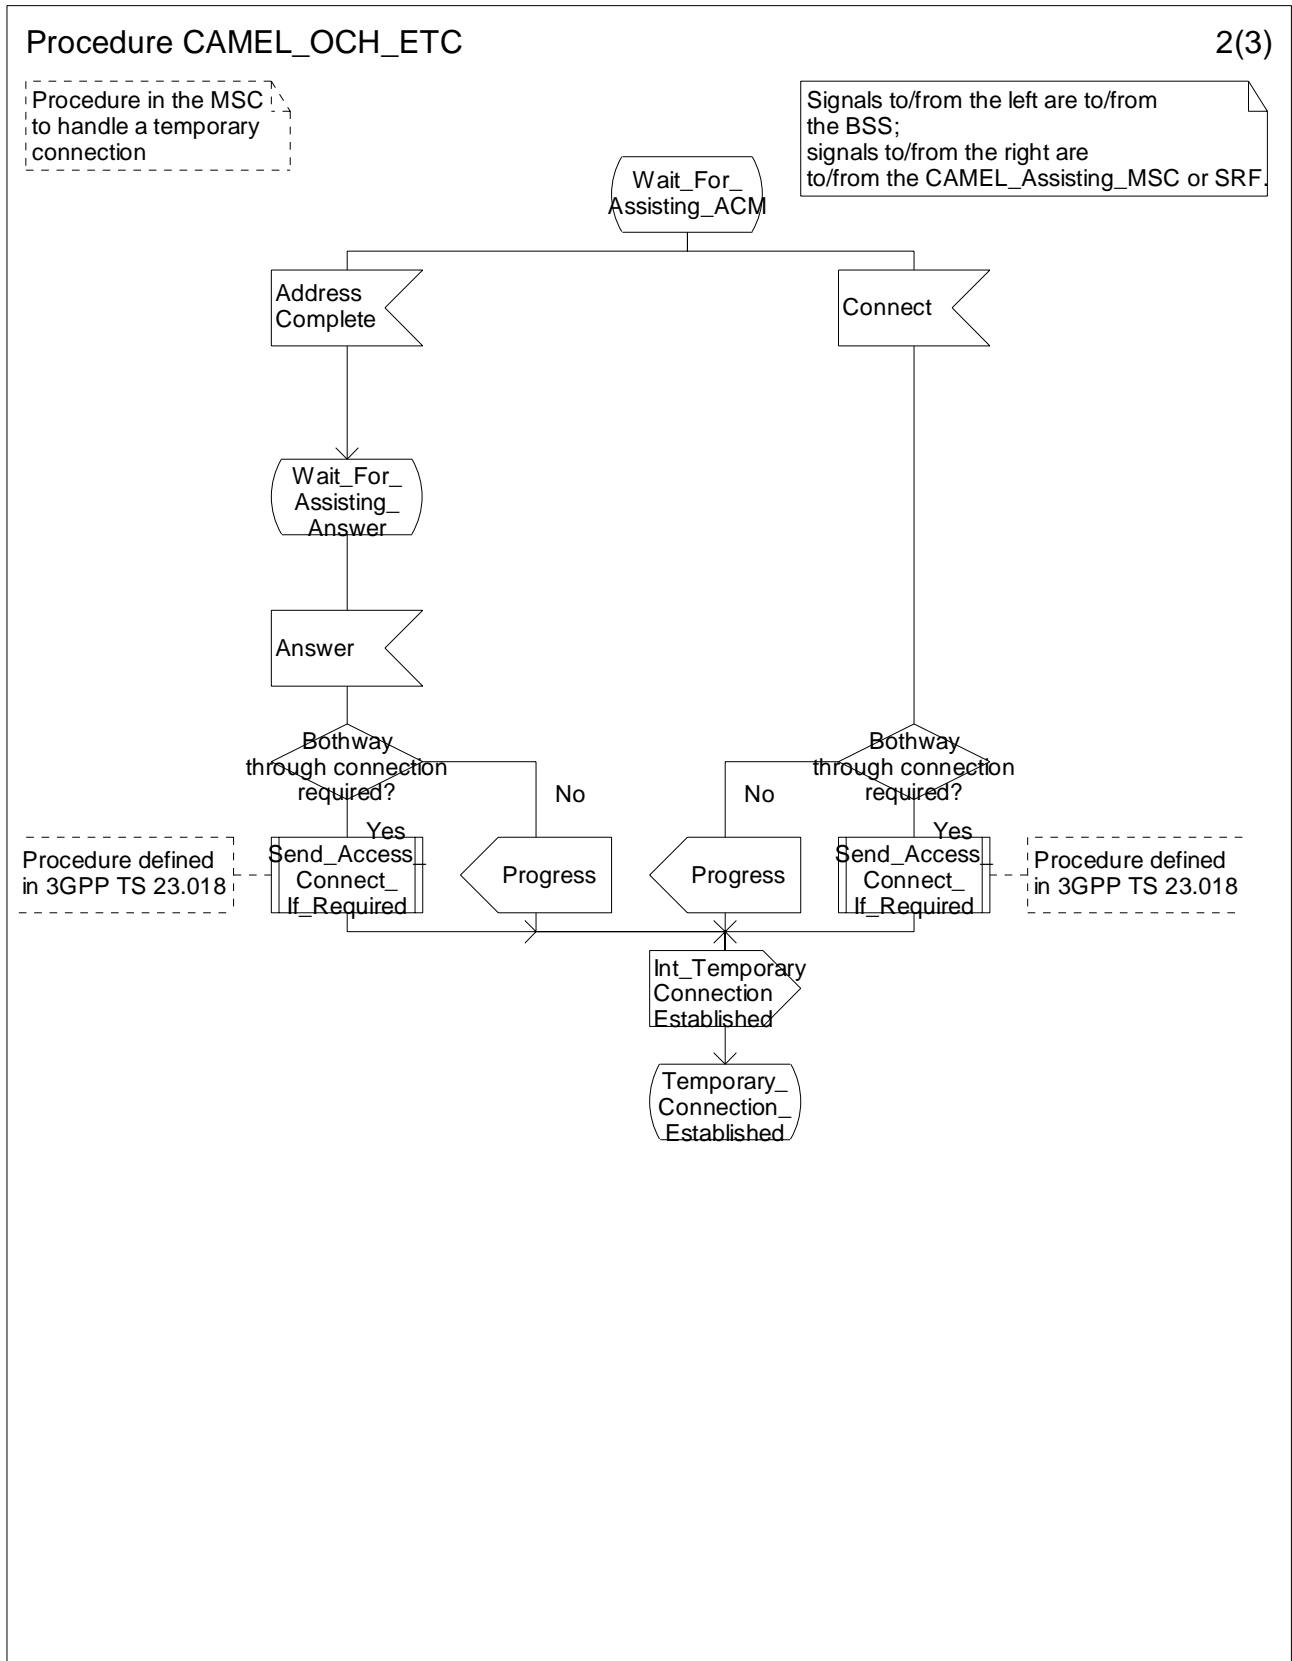 Procedure CAMEL_OCH_ETC
2(3)
Procedure in the MSC
to handle a temporary
connection
Signals to/from the left are to/from
the BSS;
signals to/from the right are
to/from the CAMEL_Assisting_MSC or SRF.
Wait_For_
Assisting_ACM
Address
Complete
Connect
Wait_For_
Assisting_
Answer
Answer
Bothway
through connection
required?
No
Yes
No
Bothway
through connection
required?
Yes
Procedure defined
in 3GPP TS 23.018
Send_Access_
Connect_
If_Required
Progress
Progress
Send_Access_
Connect_
If_Required
Procedure defined
in 3GPP TS 23.018
Int_Temporary
Connection
Established
Temporary_
Connection_
Established